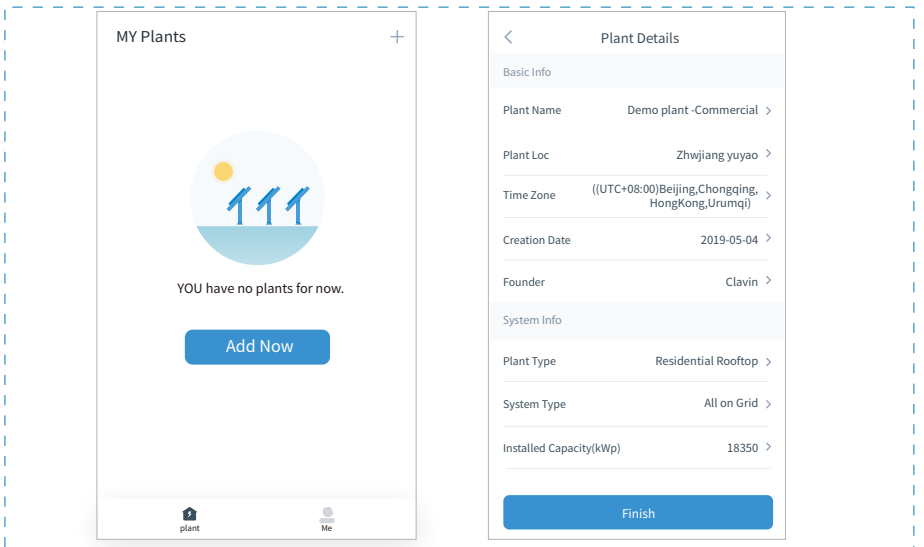 MY Plants
YOU have no plants for now.
Add Now
plant
Me
Plant Details
Basic Info
Plant Name Demo plant -Commercial
Plant Loc Zhwjiang yuyao
Time Zone ((UTC+08:00)Beijing,Chongqing,
HongKong,Urumqi)
Creation Date 2019-05-04
Founder Clavin
System Info
Plant Type Residential Rooftop
System Type All on Grid
Installed Capacity(kWp) 18350
Finish